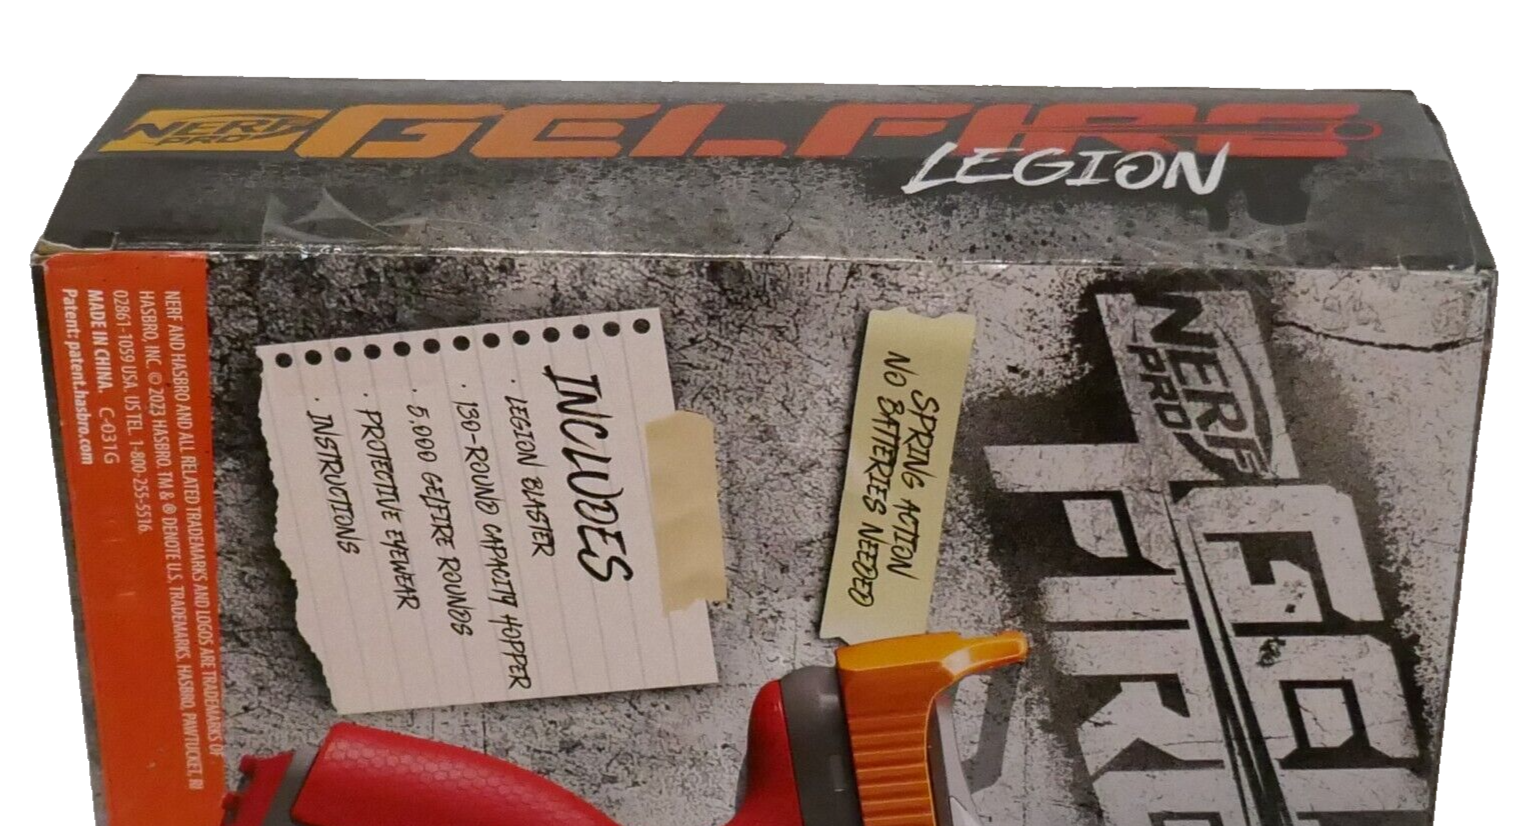 NERF
PRO
GELFIRE
LEGION
NERF
PRO
GEL
FIR
SPRING ACTION
NO BATTERIES NEEDED
INCLUDES
· LEGION BLASTER
· 130-ROUND CAPACITY HOPPER
· 5,000 GELFIRE ROUNDS
· PROTECTIVE EYEWEAR
· INSTRUCTIONS
NERF AND HASBRO AND ALL RELATED TRADEMARKS AND LOGOS ARE TRADEMARKS OF
HASBRO, INC. © 2023 HASBRO. TM & ® DENOTE U.S. TRADEMARKS. HASBRO, PAWTUCKET, RI
02861-1059 USA. US TEL. 1-800-255-5516.
MADE IN CHINA. C-031G
Patent: patent.hasbro.com